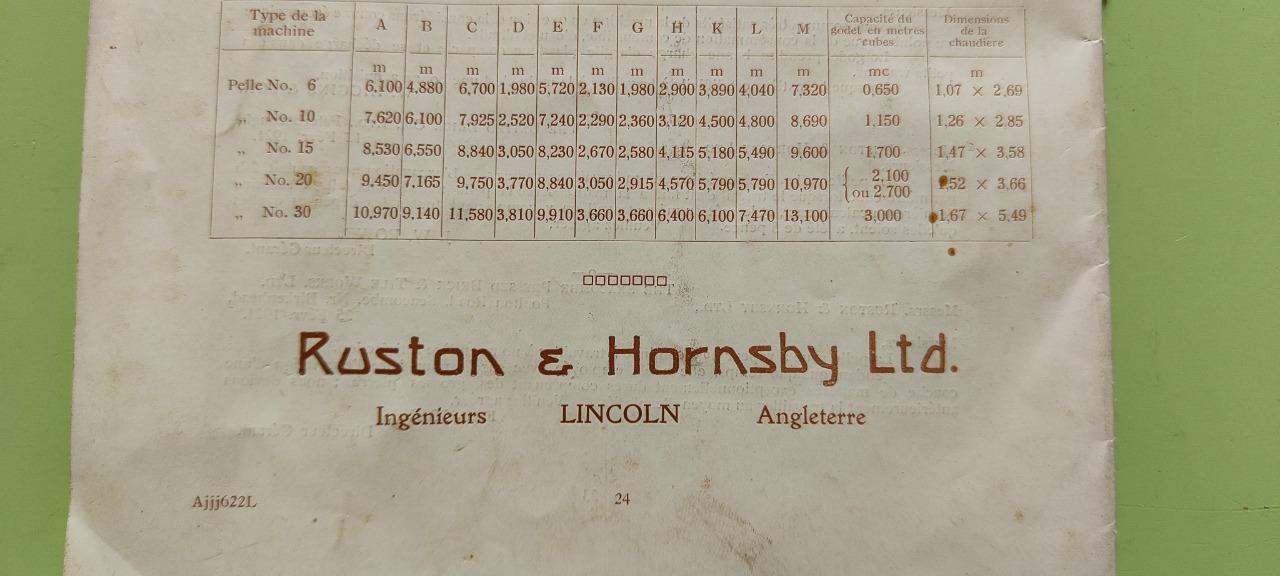 Type de la machine A B C D E F G H K L M Capacité du godet en mètres cubes Dimensions de la chaudière
m m m m m m m m m m m mc m
Pelle No. 6 6,100 4,880 6,700 1,980 5,720 2,130 1,980 2,900 3,890 4,040 7,320 0,650 1,07 × 2,69
„ No. 10 7,620 6,100 7,925 2,520 7,240 2,290 2,360 3,120 4,500 4,800 8,690 1,150 1,26 × 2,85
„ No. 15 8,530 6,550 8,840 3,050 8,230 2,670 2,580 4,115 5,180 5,490 9,600 1,700 1,47 × 3,58
„ No. 20 9,450 7,165 9,750 3,770 8,840 3,050 2,915 4,570 5,790 5,790 10,970 { 2,100 ou 2,700 1,52 × 3,66
„ No. 30 10,970 9,140 11,580 3,810 9,910 3,660 3,660 6,400 6,100 7,470 13,100 3,000 1,67 × 5,49
Ruston & Hornsby Ltd.
Ingénieurs LINCOLN Angleterre
Ajjj622L 24